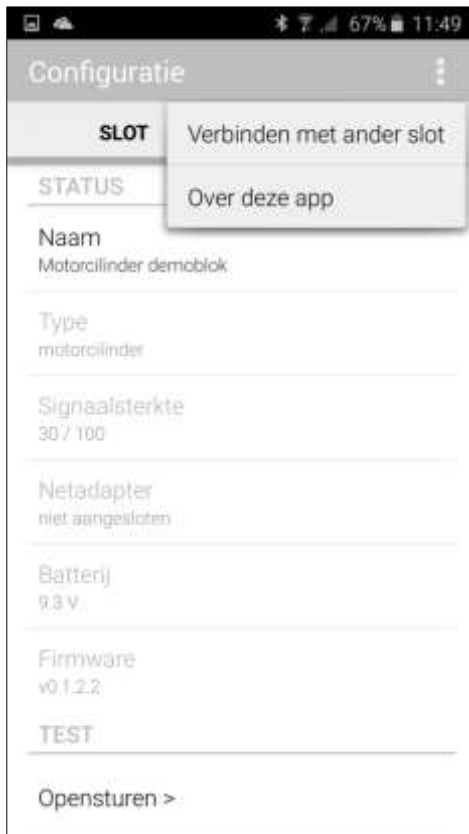 67% 11:49
Configuratie
SLOT
Verbinden met ander slot
Over deze app
STATUS
Naam
Motorcilinder demoblok
Type
motorcilinder
Signaalsterkte
30 / 100
Netadapter
niet aangesloten
Batterij
9.3 V
Firmware
v0.1.2.2
TEST
Opensturen >